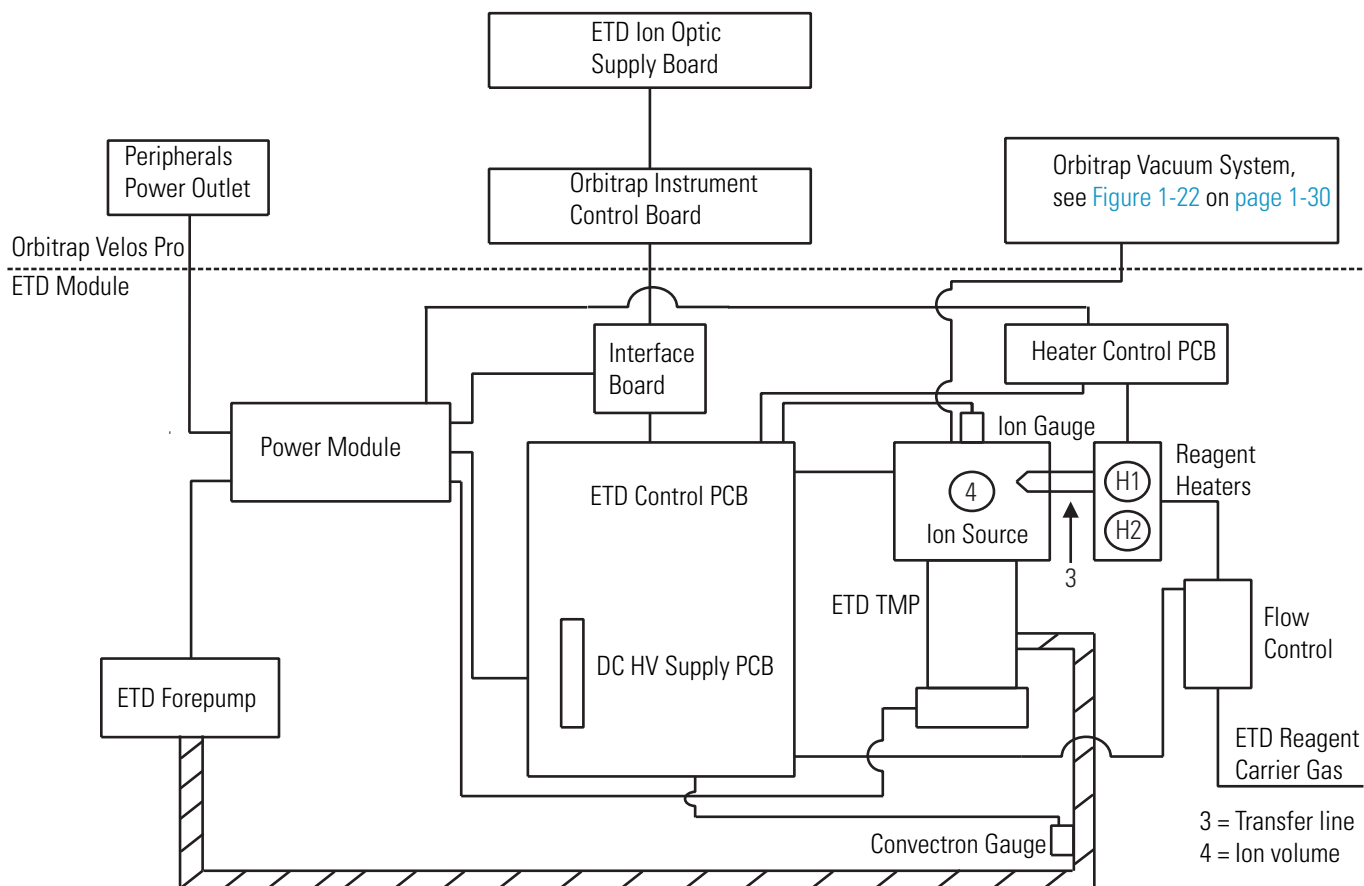 ETD Ion Optic
Supply Board
Peripherals
Power Outlet
Orbitrap Instrument
Control Board
Orbitrap Vacuum System,
see Figure 1-22 on page 1-30
Orbitrap Velos Pro
ETD Module
Interface
Board
Heater Control PCB
Power Module
Ion Gauge
ETD Control PCB
4
Ion Source
H1
H2
Reagent
Heaters
3
ETD TMP
Flow
Control
DC HV Supply PCB
ETD Forepump
ETD Reagent
Carrier Gas
Convectron Gauge
3 = Transfer line
4 = Ion volume